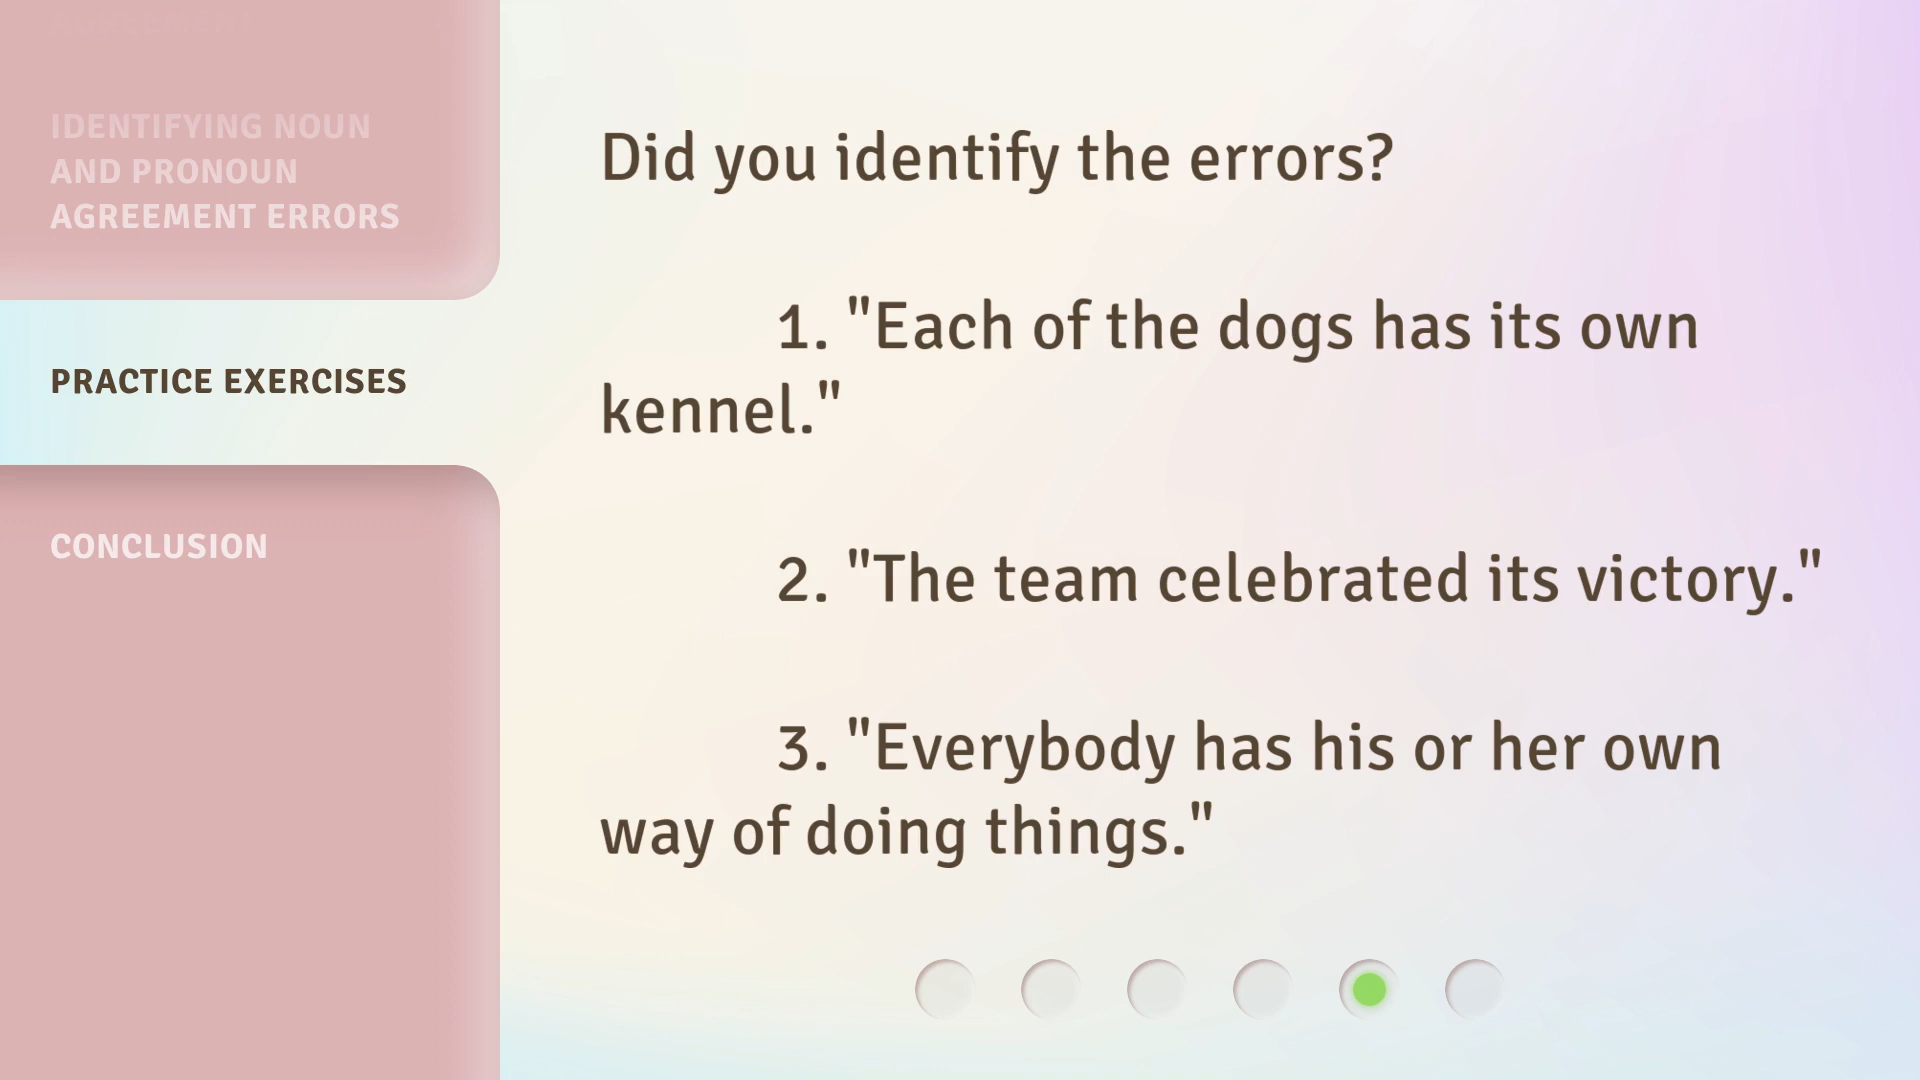 IDENTIFYING NOUN
AND PRONOUN
AGREEMENT ERRORS
PRACTICE EXERCISES
CONCLUSION
Did you identify the errors?
1. "Each of the dogs has its own
kennel."
2. "The team celebrated its victory."
3. "Everybody has his or her own
way of doing things."